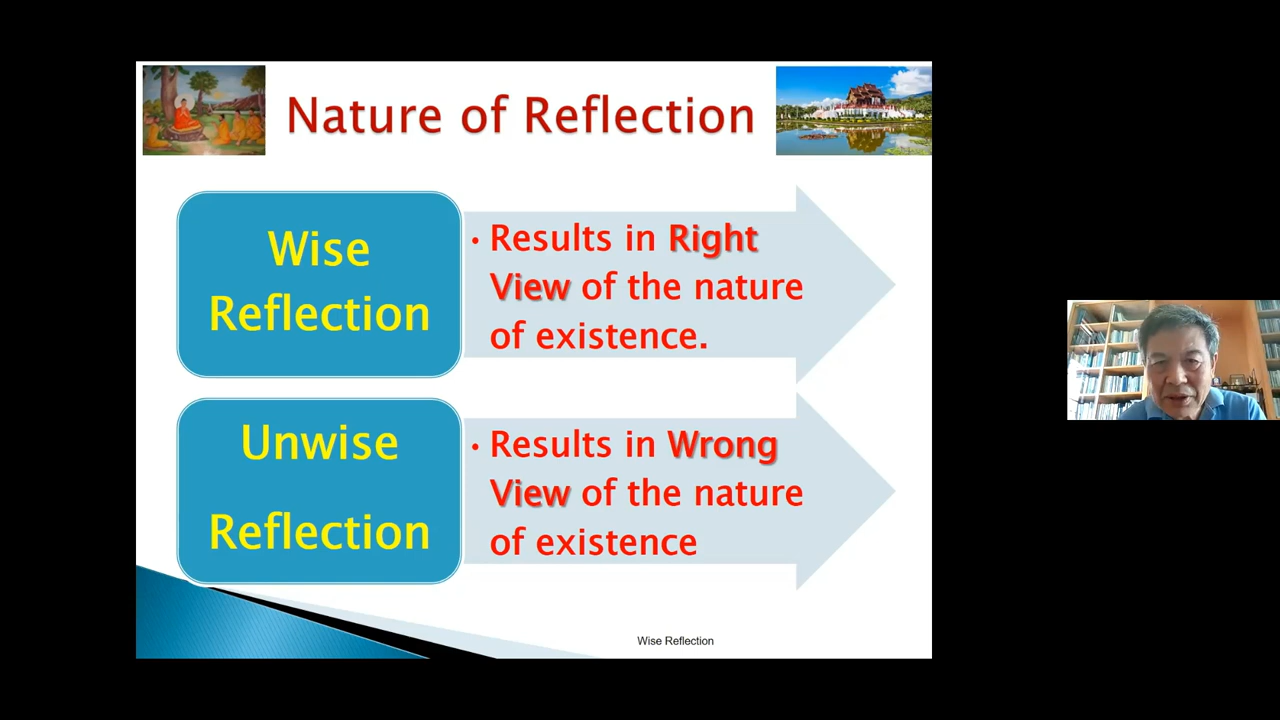 Nature of Reflection
Wise
Reflection
• Results in Right
View of the nature
of existence.
Unwise
Reflection
• Results in Wrong
View of the nature
of existence
Wise Reflection